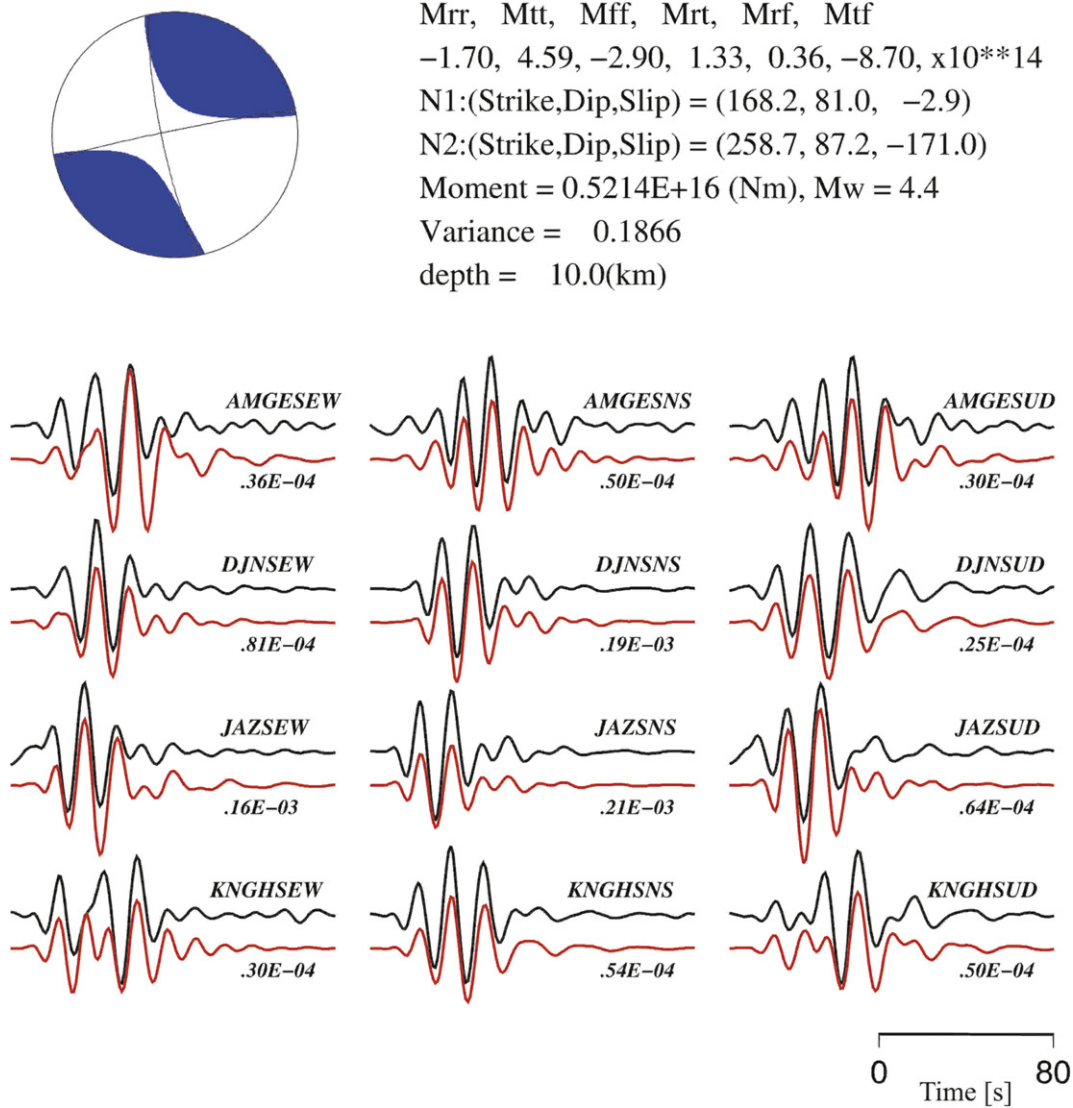 Mrr, Mtt, Mff, Mrt, Mrf, Mtf
−1.70, 4.59, −2.90, 1.33, 0.36, −8.70, x10**14
N1:(Strike,Dip,Slip) = (168.2, 81.0, −2.9)
N2:(Strike,Dip,Slip) = (258.7, 87.2, −171.0)
Moment = 0.5214E+16 (Nm), Mw = 4.4
Variance = 0.1866
depth = 10.0(km)
AMGESEW AMGESNS AMGESUD
.36E−04 .50E−04 .30E−04
DJNSEW DJNSNS DJNSUD
.81E−04 .19E−03 .25E−04
JAZSEW JAZSNS JAZSUD
.16E−03 .21E−03 .64E−04
KNGHSEW KNGHSNS KNGHSUD
.30E−04 .54E−04 .50E−04
0 80
Time [s]